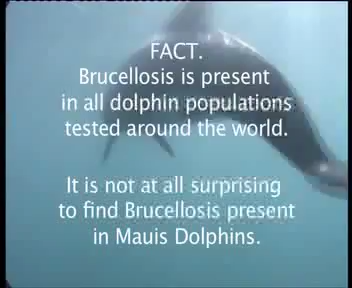 FACT.
Brucellosis is present
in all dolphin populations
tested around the world.
It is not at all surprising
to find Brucellosis present
in Mauis Dolphins.